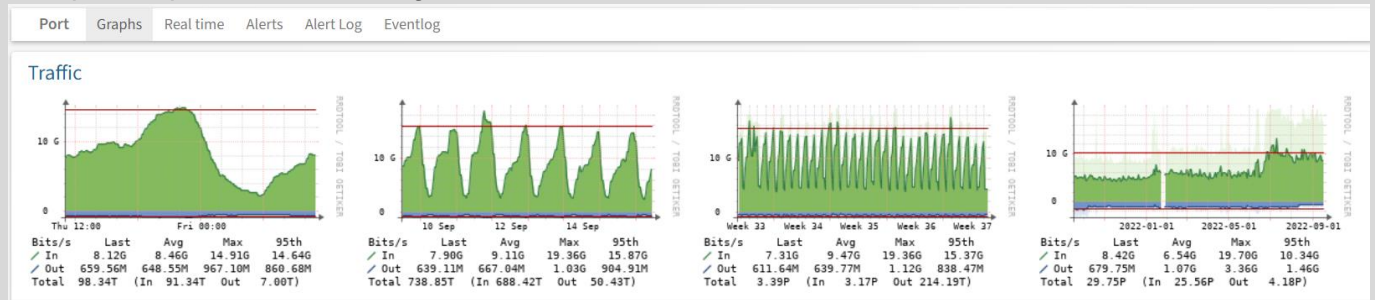 Port Graphs Real time Alerts Alert Log Eventlog
Traffic
RRDTOOL / TOBI OETIKER
10 G
0
Thu 12:00 Fri 00:00
Bits/s Last Avg Max 95th
In 8.12G 8.46G 14.91G 14.64G
Out 659.56M 648.55M 967.10M 860.68M
Total 98.34T (In 91.34T Out 7.00T)
RRDTOOL / TOBI OETIKER
10 G
0
10 Sep 12 Sep 14 Sep
Bits/s Last Avg Max 95th
In 7.90G 9.11G 19.36G 15.87G
Out 639.11M 667.04M 1.03G 904.91M
Total 738.85T (In 688.42T Out 50.43T)
RRDTOOL / TOBI OETIKER
10 G
0
Week 33 Week 34 Week 35 Week 36 Week 37
Bits/s Last Avg Max 95th
In 7.31G 9.47G 19.36G 15.37G
Out 611.64M 639.77M 1.12G 838.47M
Total 3.39P (In 3.17P Out 214.19T)
RRDTOOL / TOBI OETIKER
10 G
0
2022-01-01 2022-05-01 2022-09-01
Bits/s Last Avg Max 95th
In 8.42G 6.54G 19.70G 10.34G
Out 679.75M 1.07G 3.36G 1.46G
Total 29.75P (In 25.56P Out 4.18P)